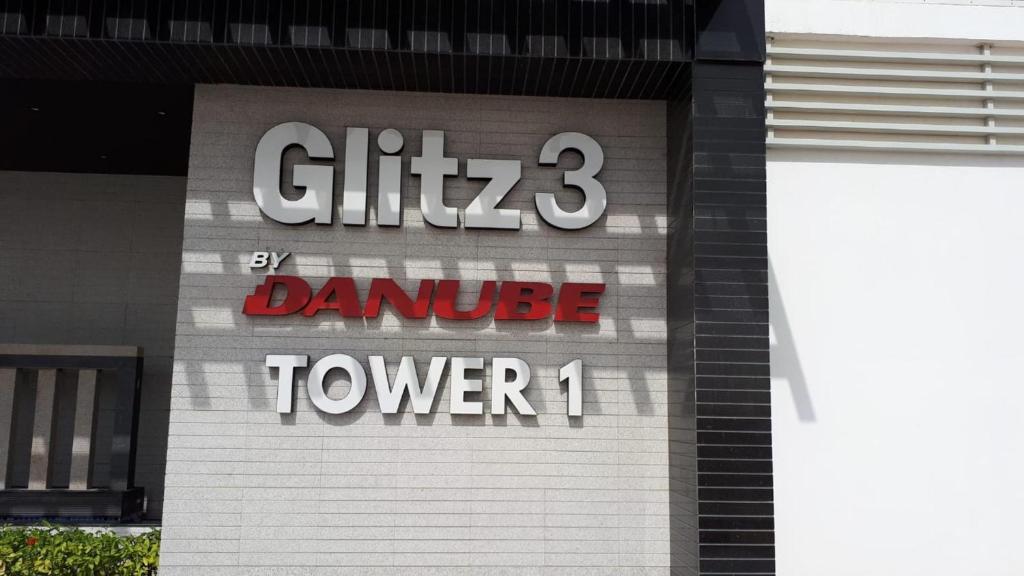 Glitz 3
BY
DANUBE
TOWER 1